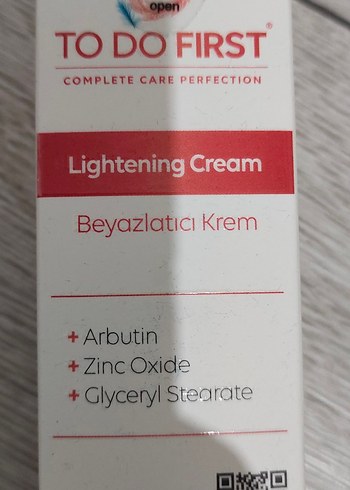 open
TO DO FIRST®
COMPLETE CARE PERFECTION
Lightening Cream
Beyazlatıcı Krem
+ Arbutin
+ Zinc Oxide
+ Glyceryl Stearate